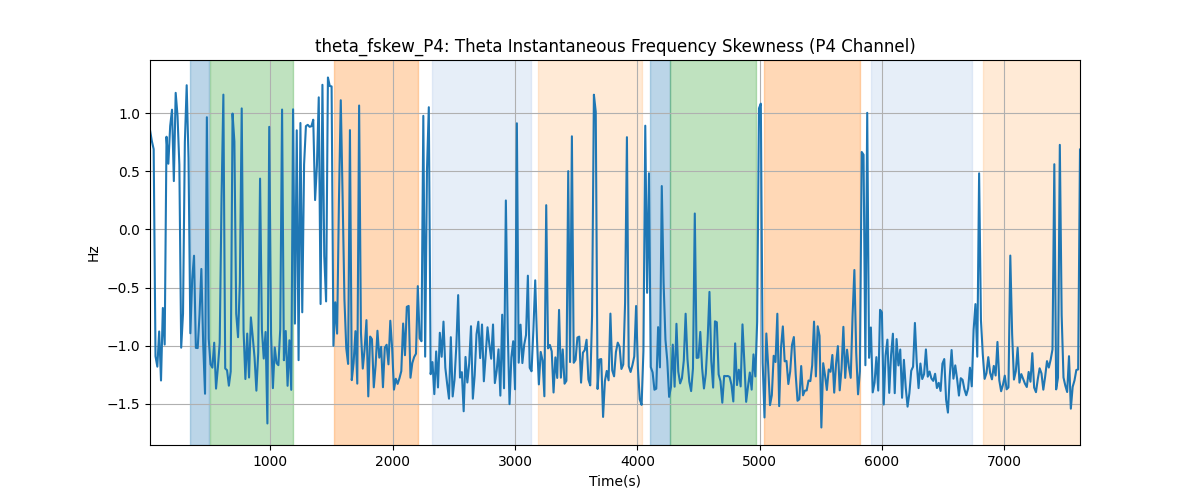 theta_fskew_P4: Theta Instantaneous Frequency Skewness (P4 Channel)
1.0
0.5
0.0
−0.5
−1.0
−1.5
Hz
1000 2000 3000 4000 5000 6000 7000
Time(s)